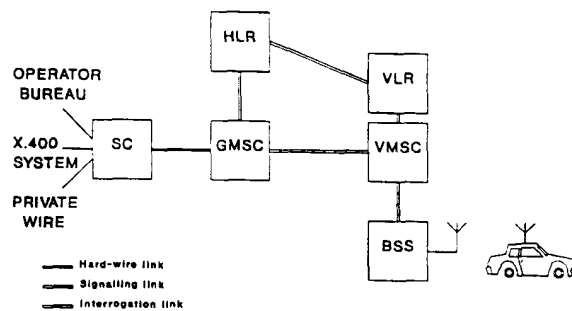 HLR
VLR
OPERATOR
BUREAU
X.400
SYSTEM
PRIVATE
WIRE
SC
GMSC
VMSC
BSS
Hard-wire link
Signalling link
Interrogation link